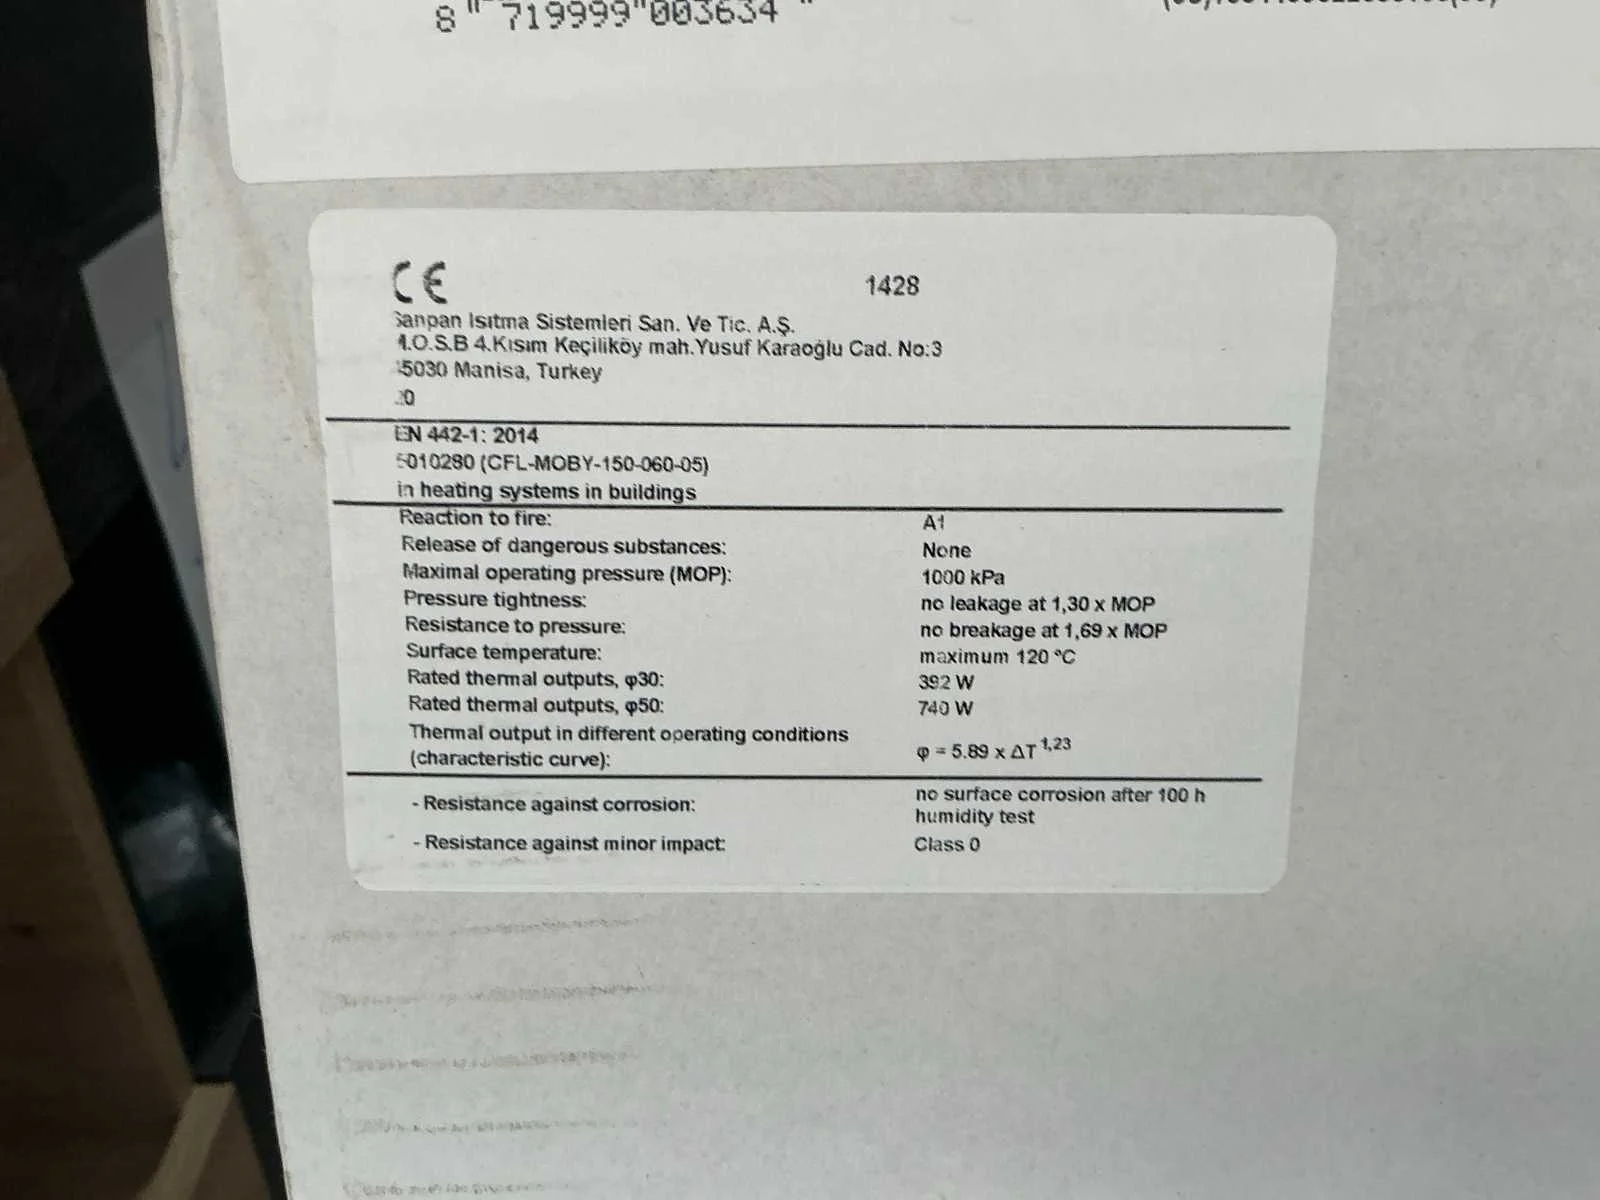 8 719999 003634
CE 1428
Sanpan Isıtma Sistemleri San. Ve Tic. A.Ş.
M.O.S.B 4.Kısım Keçiliköy mah.Yusuf Karaoğlu Cad. No:3
45030 Manisa, Turkey
20
EN 442-1: 2014
010280 (CFL-MOBY-150-060-05)
in heating systems in buildings
Reaction to fire: A1
Release of dangerous substances: None
Maximal operating pressure (MOP): 1000 kPa
Pressure tightness: no leakage at 1,30 x MOP
Resistance to pressure: no breakage at 1,69 x MOP
Surface temperature: maximum 120 °C
Rated thermal outputs, φ30: 392 W
Rated thermal outputs, φ50: 740 W
Thermal output in different operating conditions
(characteristic curve): φ = 5.89 x ΔT 1,23
- Resistance against corrosion: no surface corrosion after 100 h
humidity test
- Resistance against minor impact: Class 0